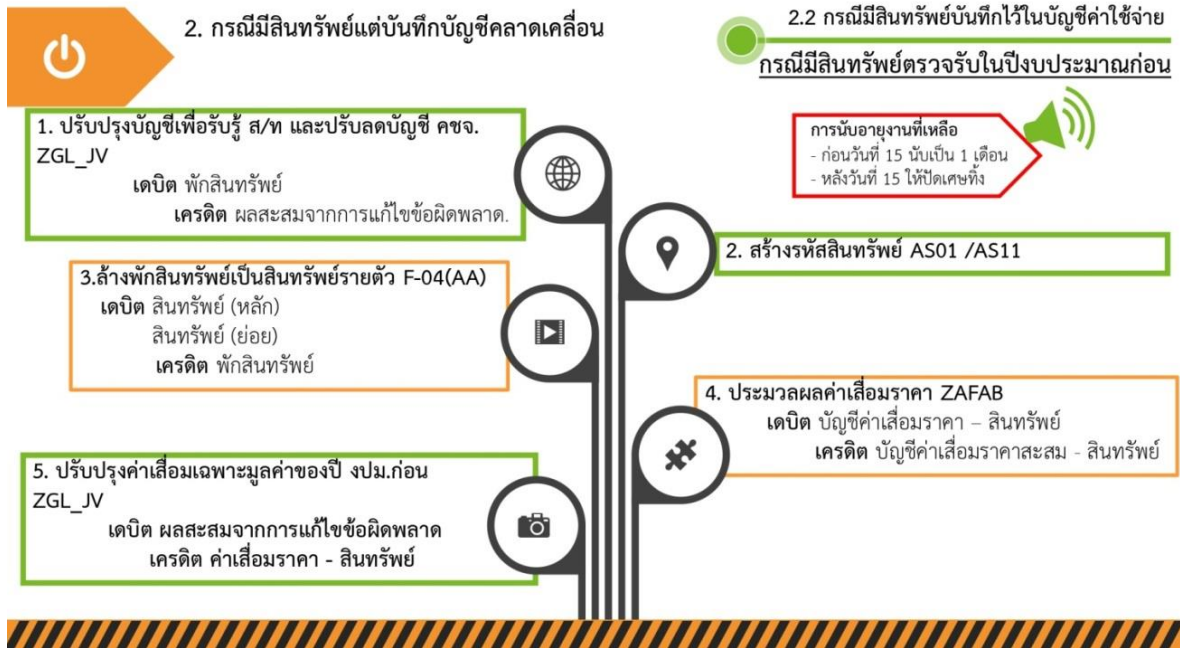 2. กรณีมีสินทรัพย์แต่บันทึกบัญชีคลาดเคลื่อน
2.2 กรณีมีสินทรัพย์บันทึกไว้ในบัญชีค่าใช้จ่าย
กรณีมีสินทรัพย์ตรวจรับในปีงบประมาณก่อน
การนับอายุงานที่เหลือ
- ก่อนวันที่ 15 นับเป็น 1 เดือน
- หลังวันที่ 15 ให้ปัดเศษทิ้ง
1. ปรับปรุงบัญชีเพื่อรับรู้ ส/ท และปรับลดบัญชี คชจ.
ZGL_JV
เดบิต พักสินทรัพย์
เครดิต ผลสะสมจากการแก้ไขข้อผิดพลาด.
2. สร้างรหัสสินทรัพย์ AS01 /AS11
3.ล้างพักสินทรัพย์เป็นสินทรัพย์รายตัว F-04(AA)
เดบิต สินทรัพย์ (หลัก)
สินทรัพย์ (ย่อย)
เครดิต พักสินทรัพย์
4. ประมวลผลค่าเสื่อมราคา ZAFAB
เดบิต บัญชีค่าเสื่อมราคา – สินทรัพย์
เครดิต บัญชีค่าเสื่อมราคาสะสม - สินทรัพย์
5. ปรับปรุงค่าเสื่อมเฉพาะมูลค่าของปี งปม.ก่อน
ZGL_JV
เดบิต ผลสะสมจากการแก้ไขข้อผิดพลาด
เครดิต ค่าเสื่อมราคา - สินทรัพย์